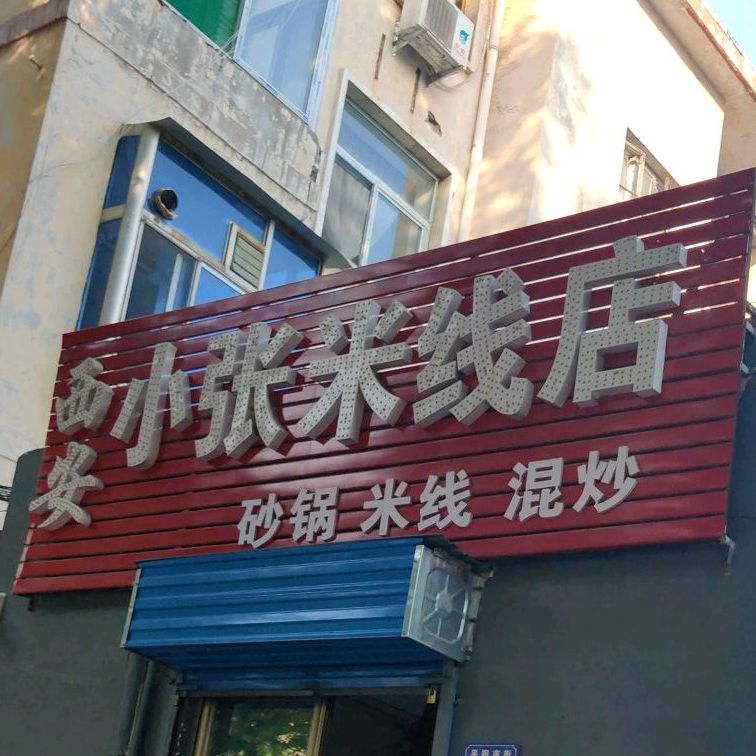 西安
小张米线店
砂锅 米线 混炒